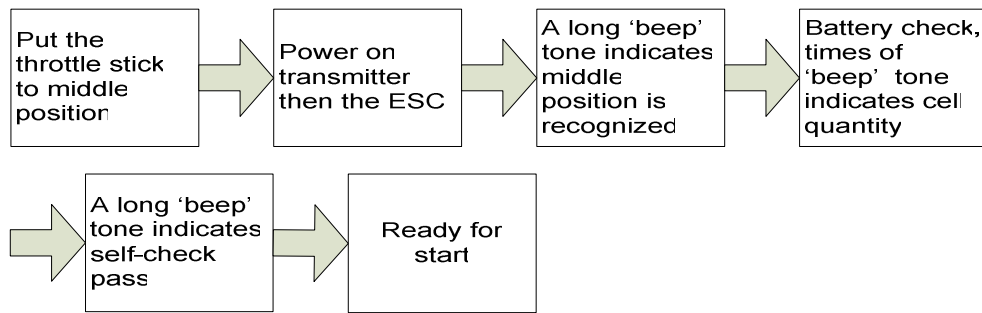 Put the
throttle stick
to middle
position
Power on
transmitter
then the ESC
A long ‘beep’
tone indicates
middle
position is
recognized
Battery check,
times of
‘beep’ tone
indicates cell
quantity
A long ‘beep’
tone indicates
self-check
pass
Ready for
start